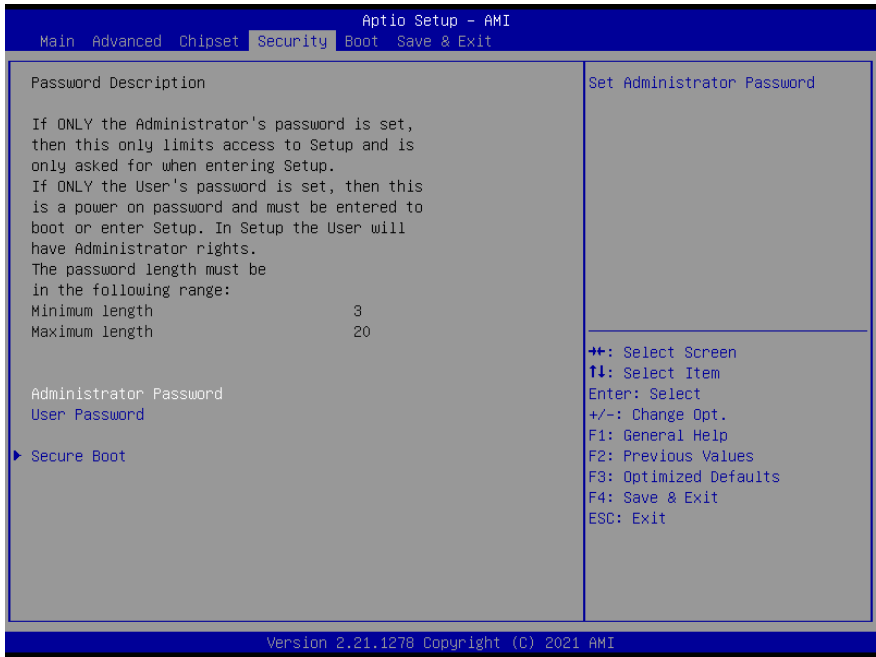 Aptio Setup – AMI
Main Advanced Chipset Security Boot Save & Exit
Password Description
If ONLY the Administrator's password is set,
then this only limits access to Setup and is
only asked for when entering Setup.
If ONLY the User's password is set, then this
is a power on password and must be entered to
boot or enter Setup. In Setup the User will
have Administrator rights.
The password length must be
in the following range:
Minimum length 3
Maximum length 20
Administrator Password
User Password
Secure Boot
Set Administrator Password
→←: Select Screen
↑↓: Select Item
Enter: Select
+/-: Change Opt.
F1: General Help
F2: Previous Values
F3: Optimized Defaults
F4: Save & Exit
ESC: Exit
Version 2.21.1278 Copyright (C) 2021 AMI